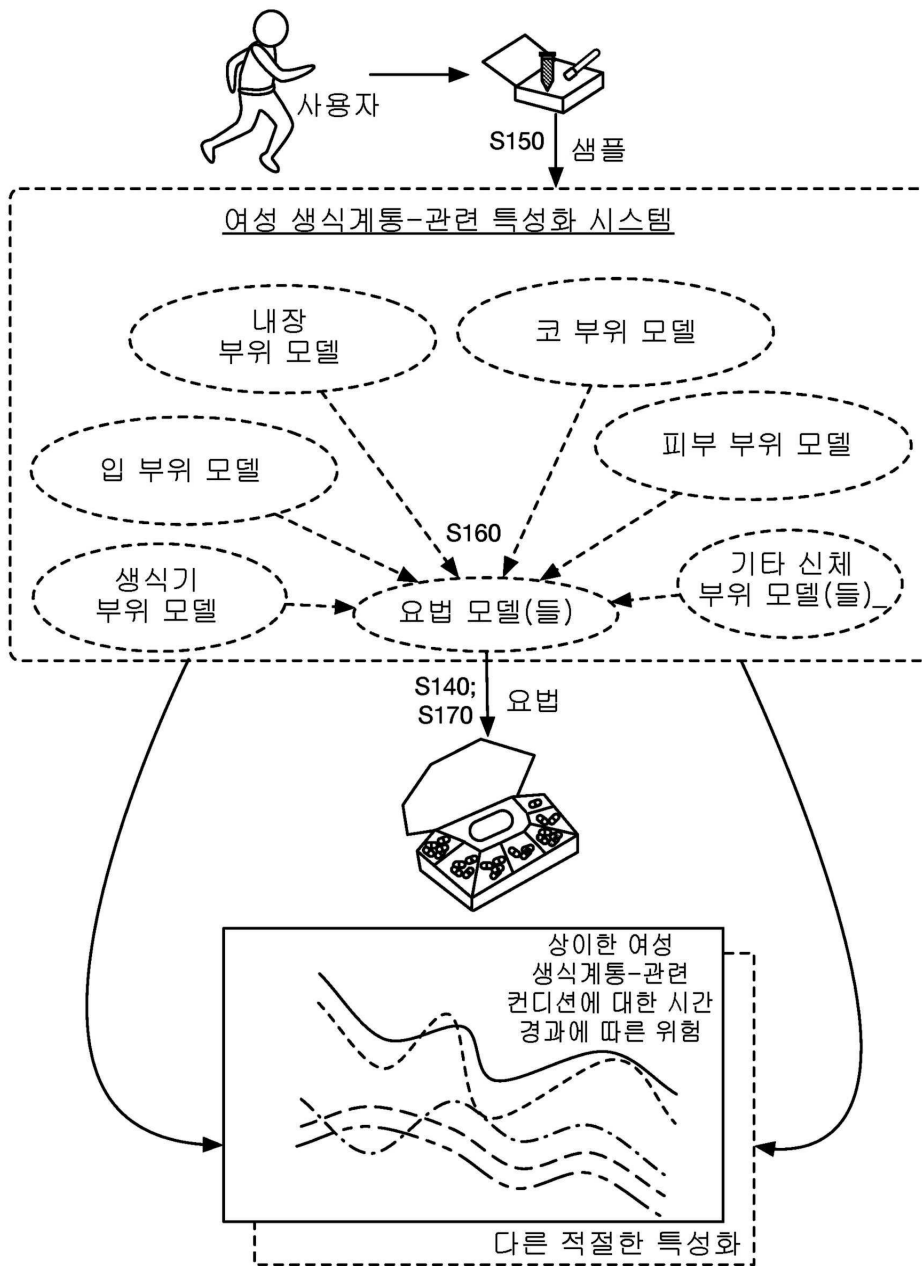 사용자
S150
샘플
여성 생식계통-관련 특성화 시스템
내장
부위 모델
코 부위 모델
입 부위 모델
피부 부위 모델
S160
생식기
부위 모델
요법 모델(들)
기타 신체
부위 모델(들)_
S140;
S170
요법
상이한 여성
생식계통-관련
컨디션에 대한 시간
경과에 따른 위험
다른 적절한 특성화